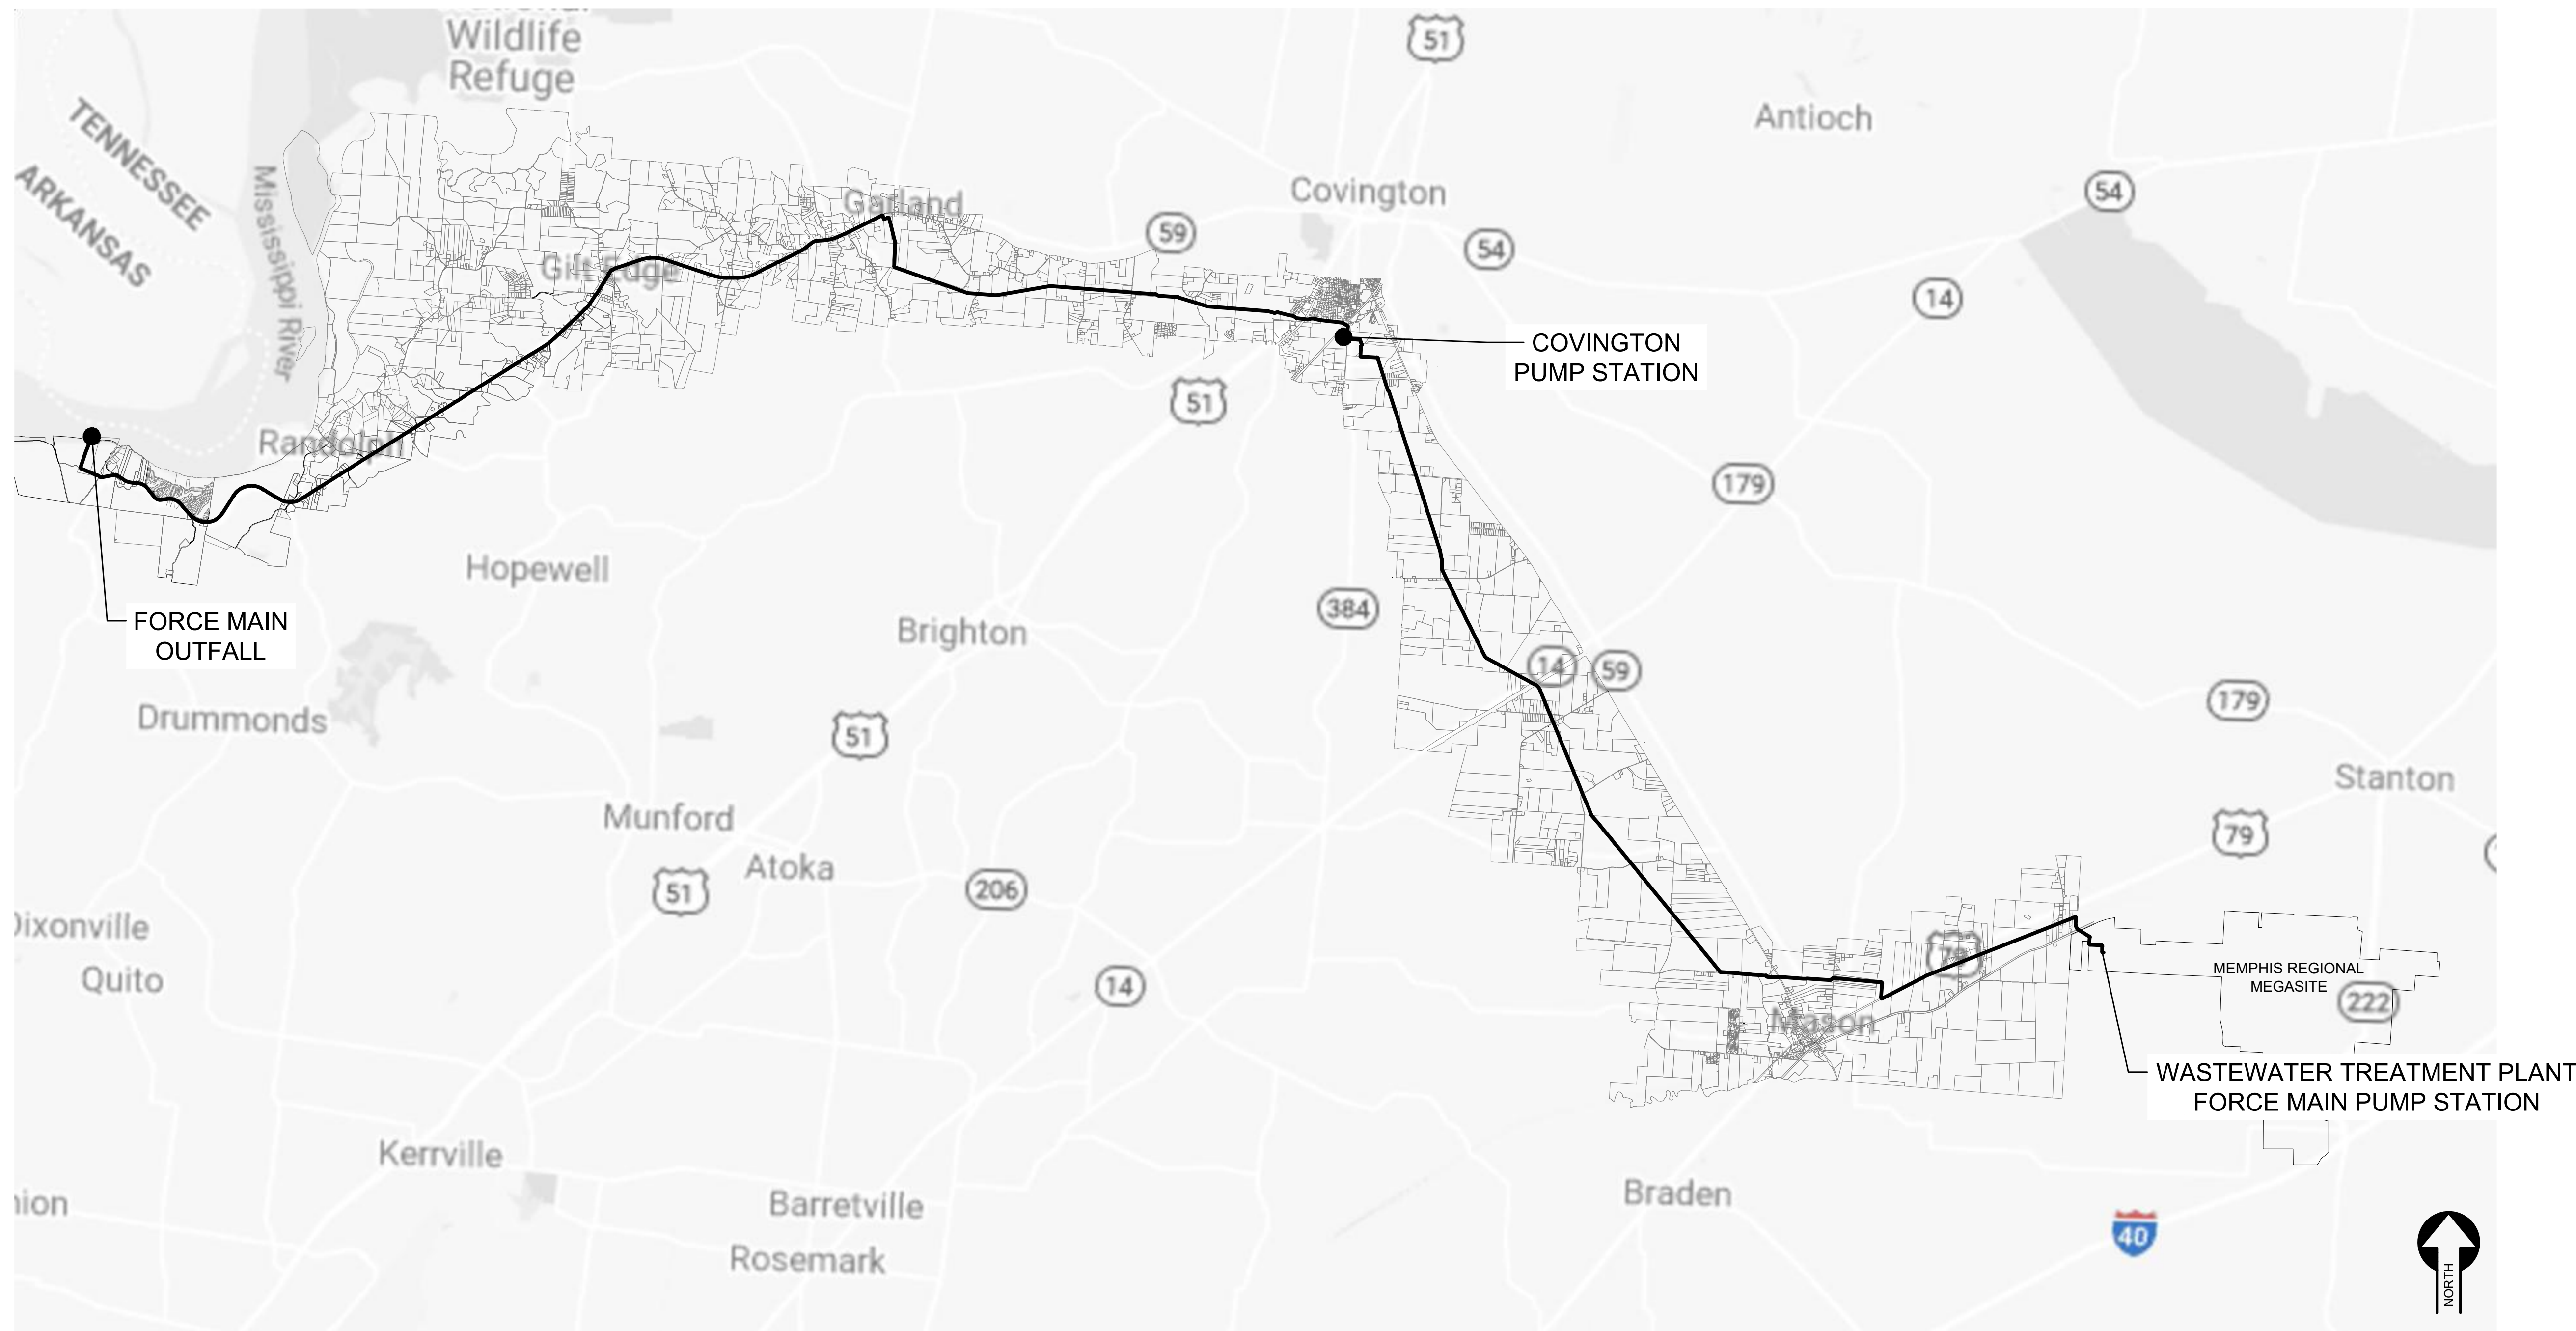 Wildlife
Refuge
51
Antioch
TENNESSEE
ARKANSAS
Mississippi River
Garland
Covington
54
59
54
14
Gilt Edge
COVINGTON
PUMP STATION
51
Randolph
179
Hopewell
384
FORCE MAIN
OUTFALL
Brighton
14
59
179
Drummonds
51
Stanton
Munford
79
Atoka
51
206
79
MEMPHIS REGIONAL
MEGASITE
Quito
14
222
Mason
WASTEWATER TREATMENT PLANT
FORCE MAIN PUMP STATION
Kerrville
Braden
Barretville
40
Rosemark
NORTH